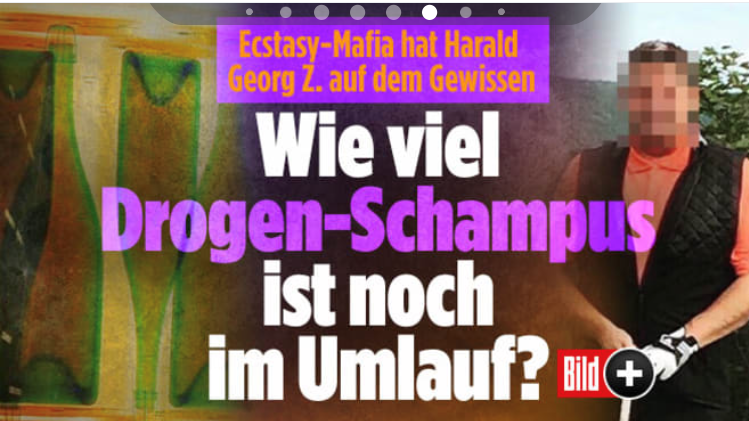 Ecstasy-Mafia hat Harald
Georg Z. auf dem Gewissen
Wie viel
Drogen-Schampus
ist noch
im Umlauf?
Bild +